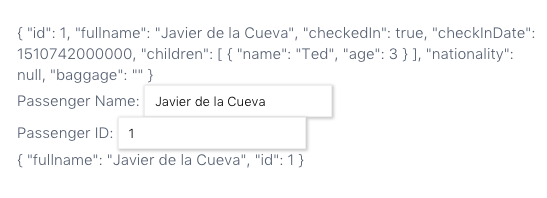 { "id": 1, "fullname": "Javier de la Cueva", "checkedIn": true, "checkInDate":
1510742000000, "children": [ { "name": "Ted", "age": 3 } ], "nationality":
null, "baggage": "" }
Passenger Name: Javier de la Cueva
Passenger ID: 1
{ "fullname": "Javier de la Cueva", "id": 1 }